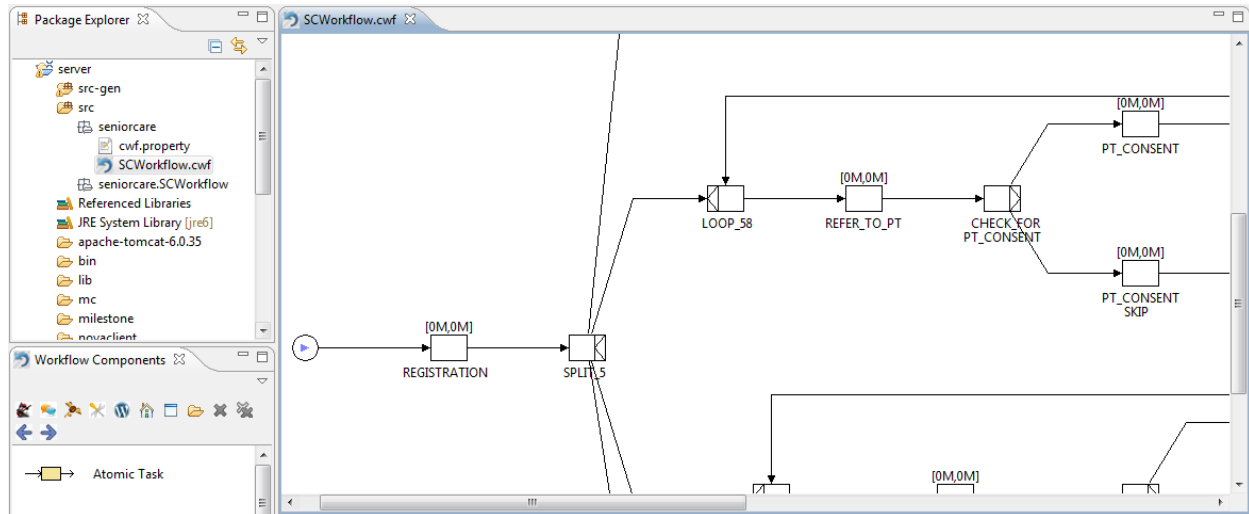 Package Explorer
server
src-gen
src
seniorcare
cwf.property
SCWorkflow.cwf
seniorcare.SCWorkflow
Referenced Libraries
JRE System Library [jre6]
apache-tomcat-6.0.35
bin
lib
mc
milestone
novaclient
Workflow Components
Atomic Task
SCWorkflow.cwf
[0M,0M]
PT_CONSENT
[0M,0M]
LOOP_58
REFER_TO_PT
CHECK_FOR
PT_CONSENT
[0M,0M]
PT_CONSENT
SKIP
[0M,0M]
REGISTRATION
SPLIT_5
[0M,0M]